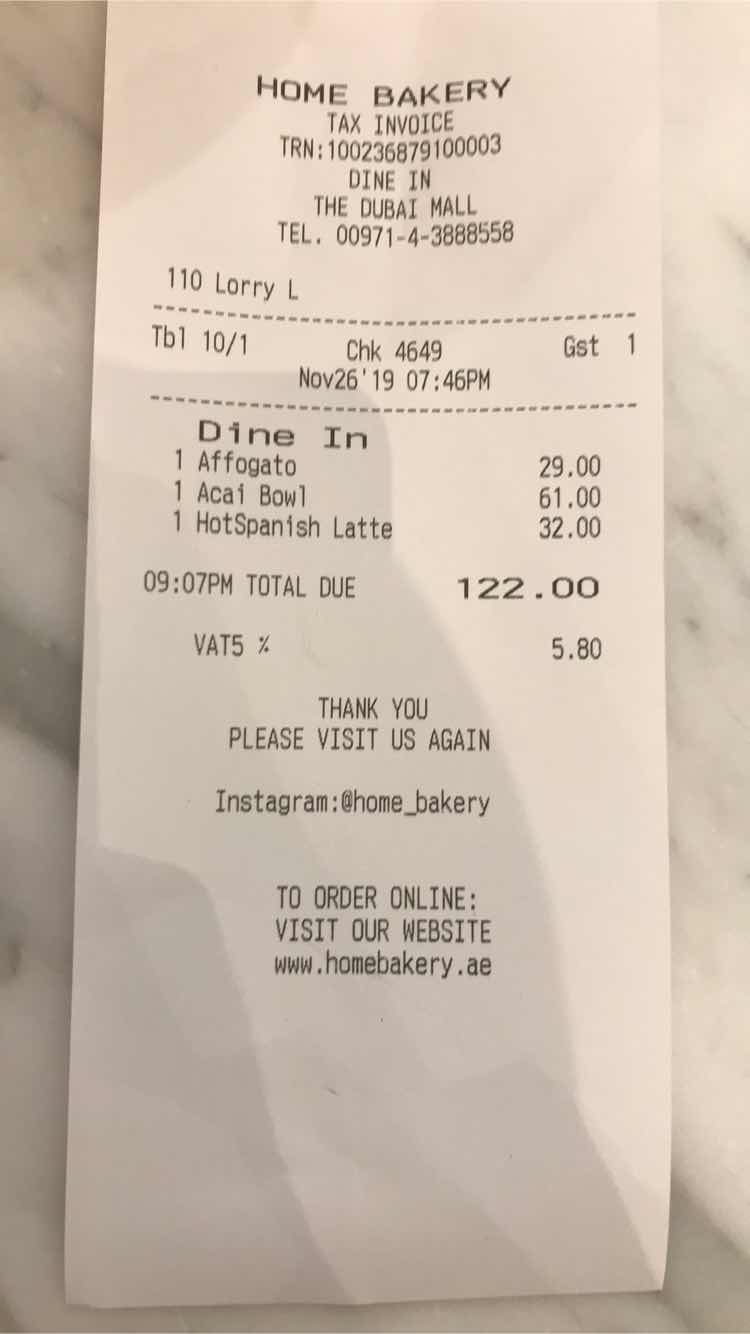 HOME BAKERY
TAX INVOICE
TRN:100236879100003
DINE IN
THE DUBAI MALL
TEL. 00971-4-3888558
110 Lorry L
Tbl 10/1 Chk 4649 Gst 1
Nov26'19 07:46PM
Dine In
1 Affogato 29.00
1 Acai Bowl 61.00
1 HotSpanish Latte 32.00
09:07PM TOTAL DUE 122.00
VAT5 % 5.80
THANK YOU
PLEASE VISIT US AGAIN
Instagram:@home_bakery
TO ORDER ONLINE:
VISIT OUR WEBSITE
www.homebakery.ae